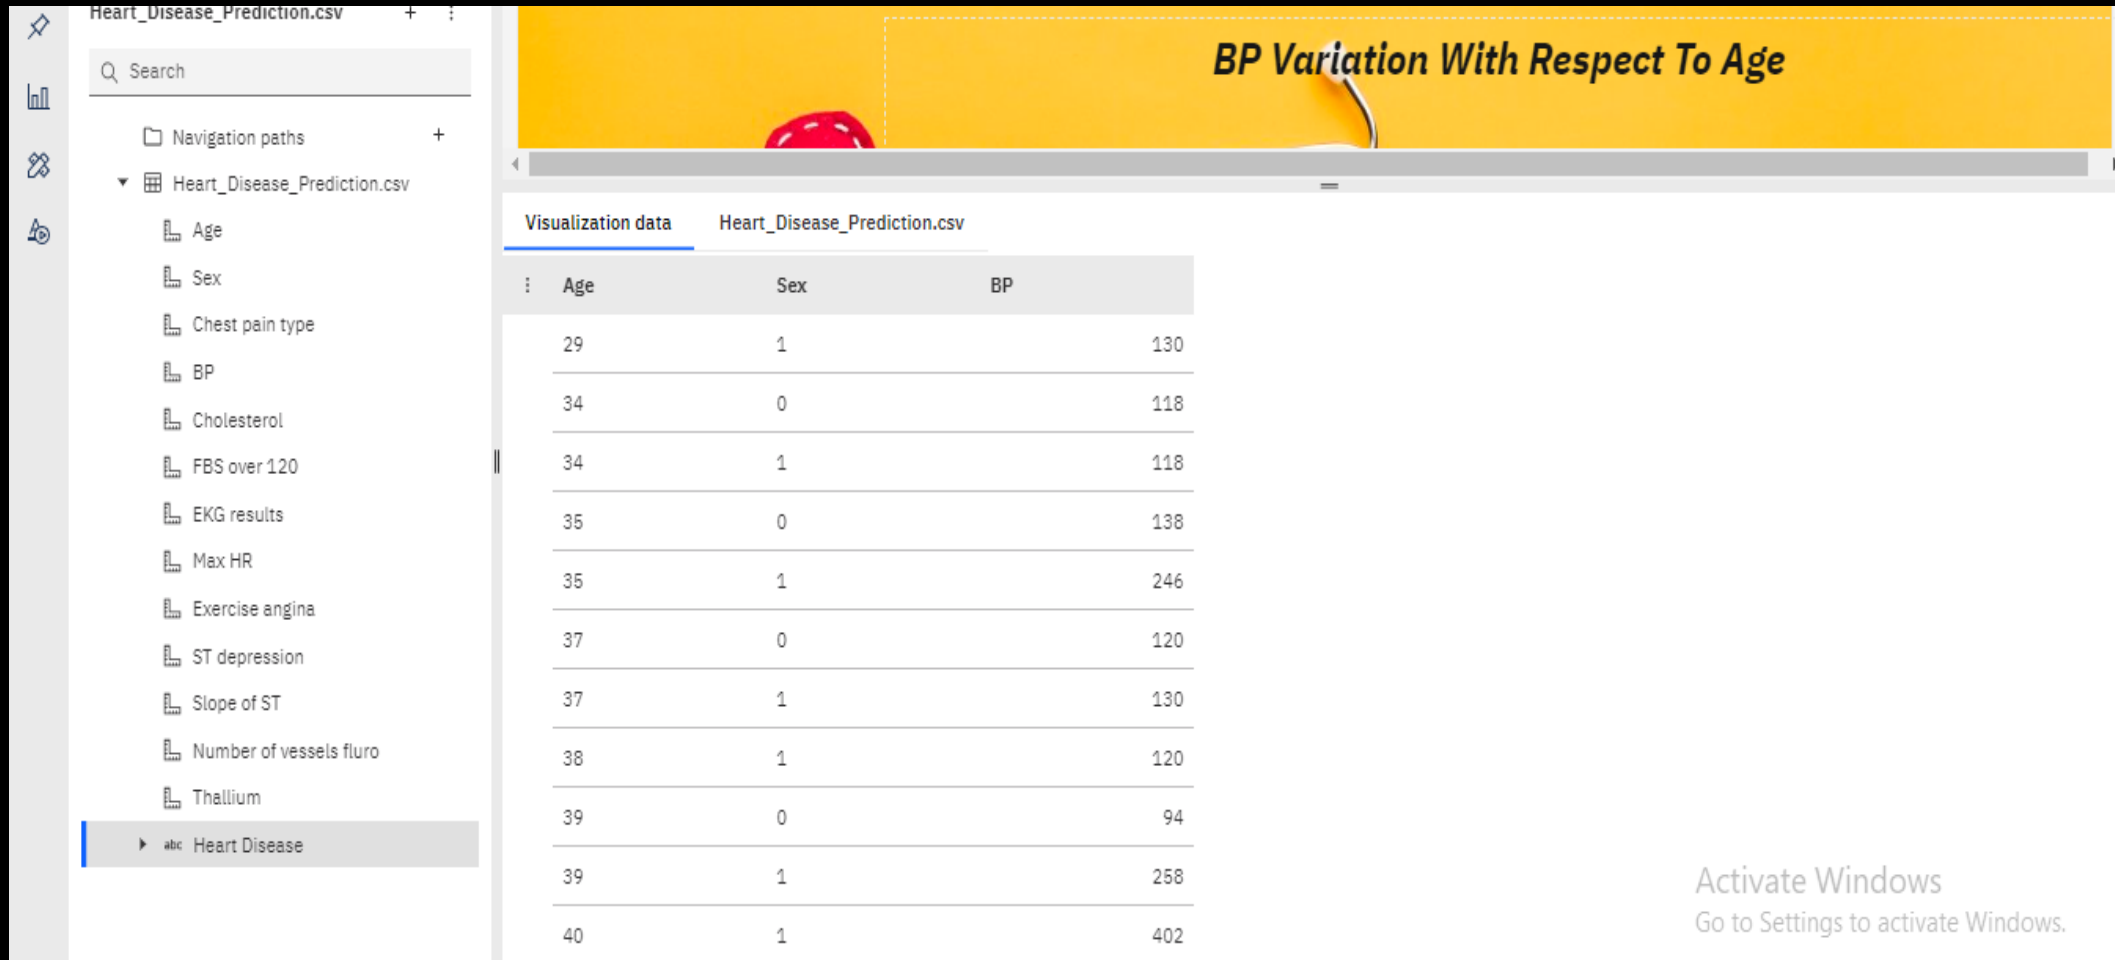 Heart_Disease_Prediction.csv + ⋮
Search
Navigation paths +
Heart_Disease_Prediction.csv
Age
Sex
Chest pain type
BP
Cholesterol
FBS over 120
EKG results
Max HR
Exercise angina
ST depression
Slope of ST
Number of vessels fluro
Thallium
abc Heart Disease
BP Variation With Respect To Age
Visualization data Heart_Disease_Prediction.csv
Age Sex BP
29 1 130
34 0 118
34 1 118
35 0 138
35 1 246
37 0 120
37 1 130
38 1 120
39 0 94
39 1 258
40 1 402
Activate Windows
Go to Settings to activate Windows.